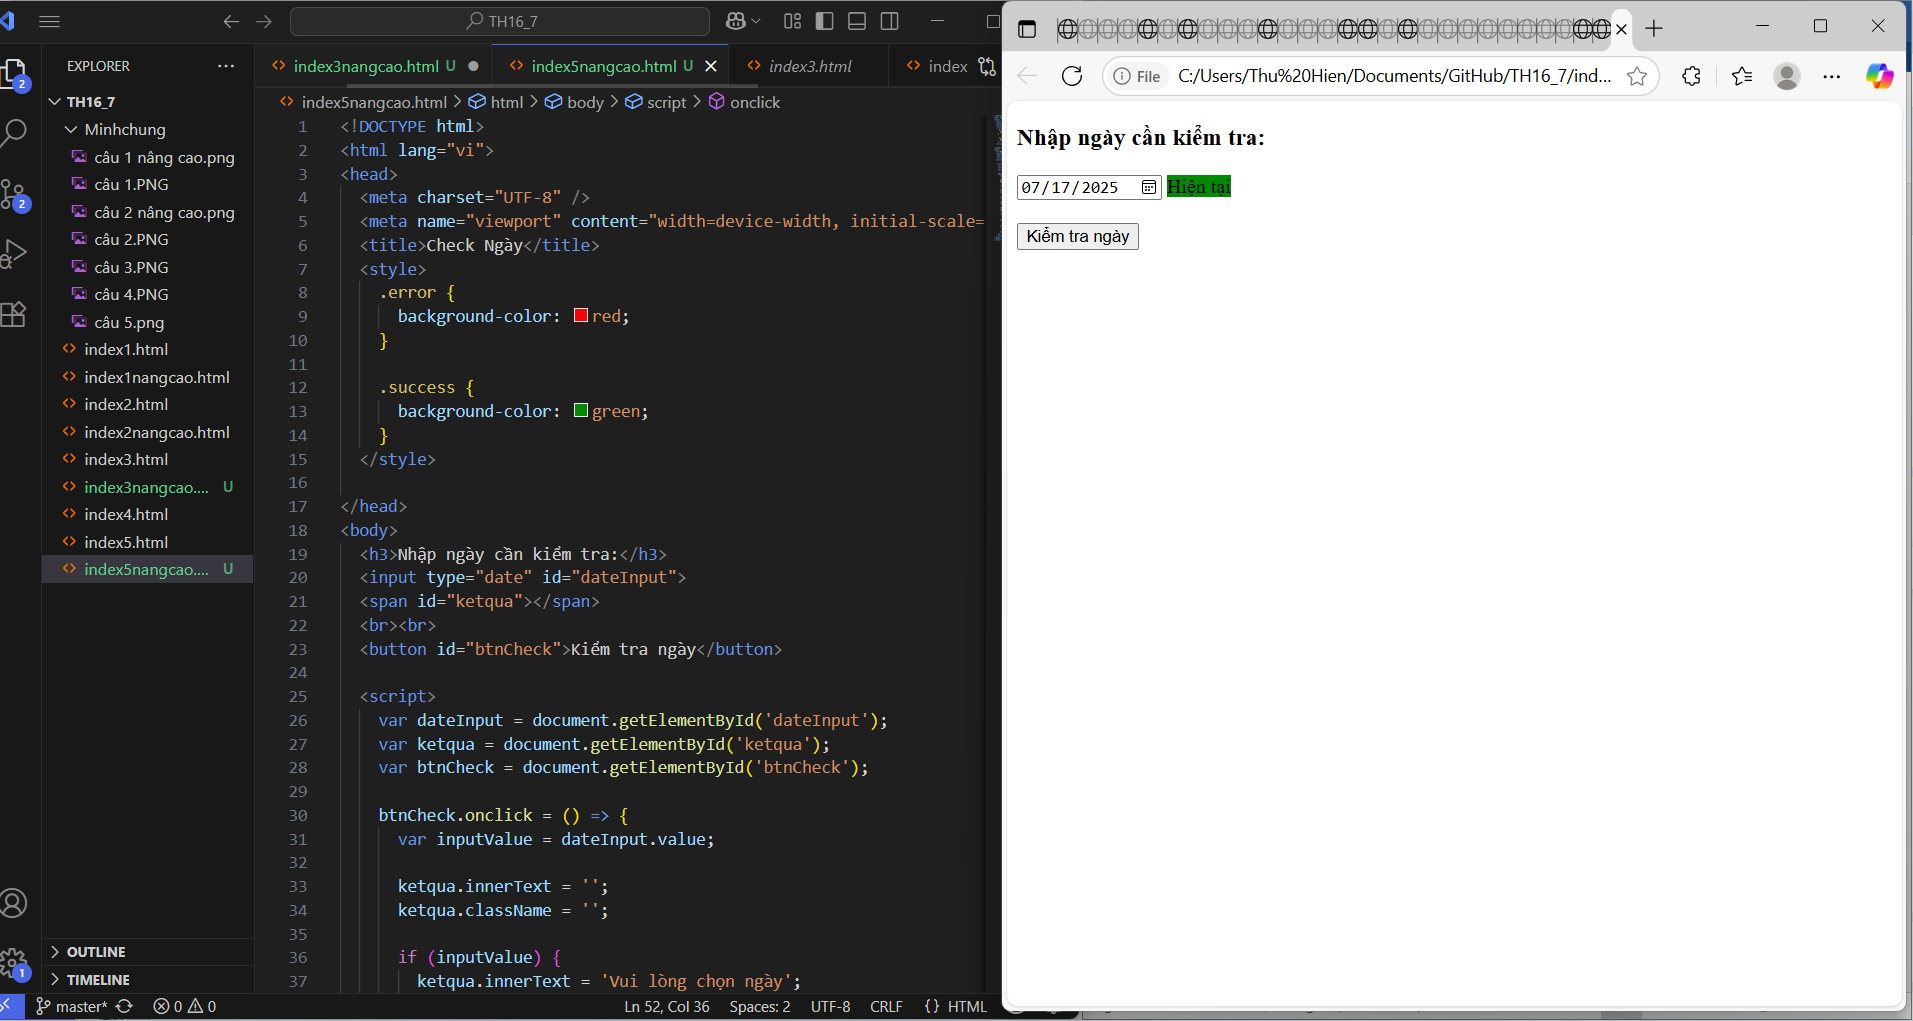 TH16_7
EXPLORER
TH16_7
Minhchung
câu 1 nâng cao.png
câu 1.PNG
câu 2 nâng cao.png
câu 2.PNG
câu 3.PNG
câu 4.PNG
câu 5.png
index1.html
index1nangcao.html
index2.html
index2nangcao.html
index3.html
index3nangcao.... U
index4.html
index5.html
index5nangcao.... U
OUTLINE
TIMELINE
2
2
1
index3nangcao.html U
index5nangcao.html U
index3.html
index
index5nangcao.html > html > body > script > onclick
1 <!DOCTYPE html>
2 <html lang="vi">
3 <head>
4 <meta charset="UTF-8" />
5 <meta name="viewport" content="width=device-width, initial-scale=
6 <title>Check Ngày</title>
7 <style>
8 .error {
9 background-color: red;
10 }
11
12 .success {
13 background-color: green;
14 }
15 </style>
16
17 </head>
18 <body>
19 <h3>Nhập ngày cần kiểm tra:</h3>
20 <input type="date" id="dateInput">
21 <span id="ketqua"></span>
22 <br><br>
23 <button id="btnCheck">Kiểm tra ngày</button>
24
25 <script>
26 var dateInput = document.getElementById('dateInput');
27 var ketqua = document.getElementById('ketqua');
28 var btnCheck = document.getElementById('btnCheck');
29
30 btnCheck.onclick = () => {
31 var inputValue = dateInput.value;
32
33 ketqua.innerText = '';
34 ketqua.className = '';
35
36 if (inputValue) {
37 ketqua.innerText = 'Vui lòng chọn ngày';
master* 0 0 Ln 52, Col 36 Spaces: 2 UTF-8 CRLF {} HTML
File C:/Users/Thu%20Hien/Documents/GitHub/TH16_7/ind...
Nhập ngày cần kiểm tra:
07/17/2025 Hiện tại
Kiểm tra ngày